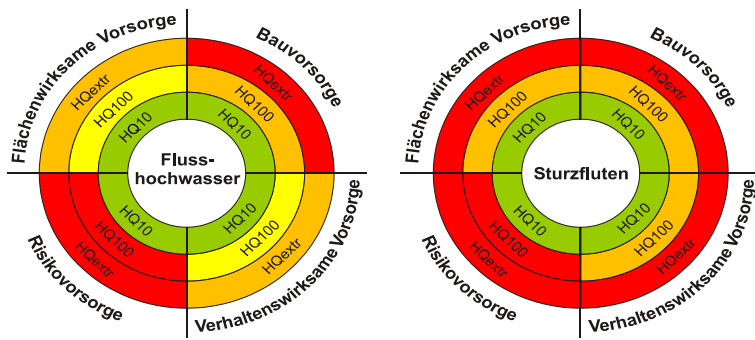 Flächenwirksame Vorsorge
Bauvorsorge
HQextr
HQextr
HQ100
HQ100
HQ10
HQ10
Fluss-
hochwasser
HQ10
HQ10
HQ100
HQ100
HQextr
HQextr
Risikovorsorge
Verhaltenswirksame Vorsorge
Flächenwirksame Vorsorge
Bauvorsorge
HQextr
HQextr
HQ100
HQ100
HQ10
HQ10
Sturzfluten
HQ10
HQ10
HQ100
HQ100
HQextr
HQextr
Risikovorsorge
Verhaltenswirksame Vorsorge